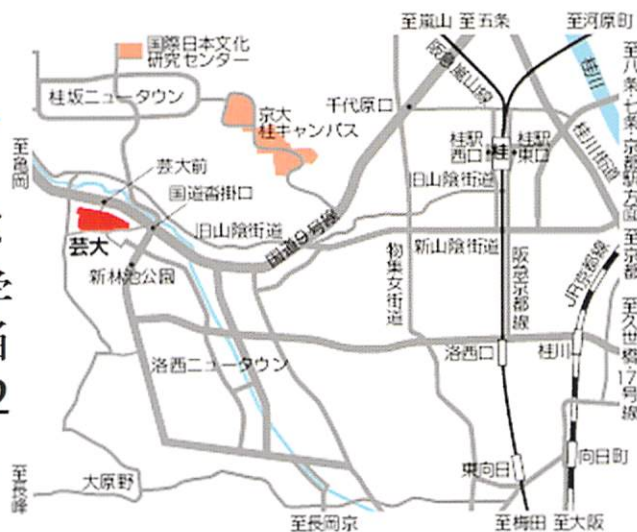 至嵐山
至五条
至河原町
国際日本文化
研究センター
阪急嵐山線
桂川
至八条・七条・京都駅方面
桂坂ニュータウン
千代原口
京大
桂キャンパス
桂駅
西口
桂
桂駅
東口
桂川街道
至亀岡
芸大前
国道沓掛口
旧山陰街道
旧山陰街道
国道9号線
芸大
新山陰街道
至京都
新林池公園
物集女街道
阪急京都線
JR京都線
至久世橋・171号線
洛西ニュータウン
洛西口
桂川
大原野
東向日
向日町
至長峰
至長岡京
至梅田
至大阪